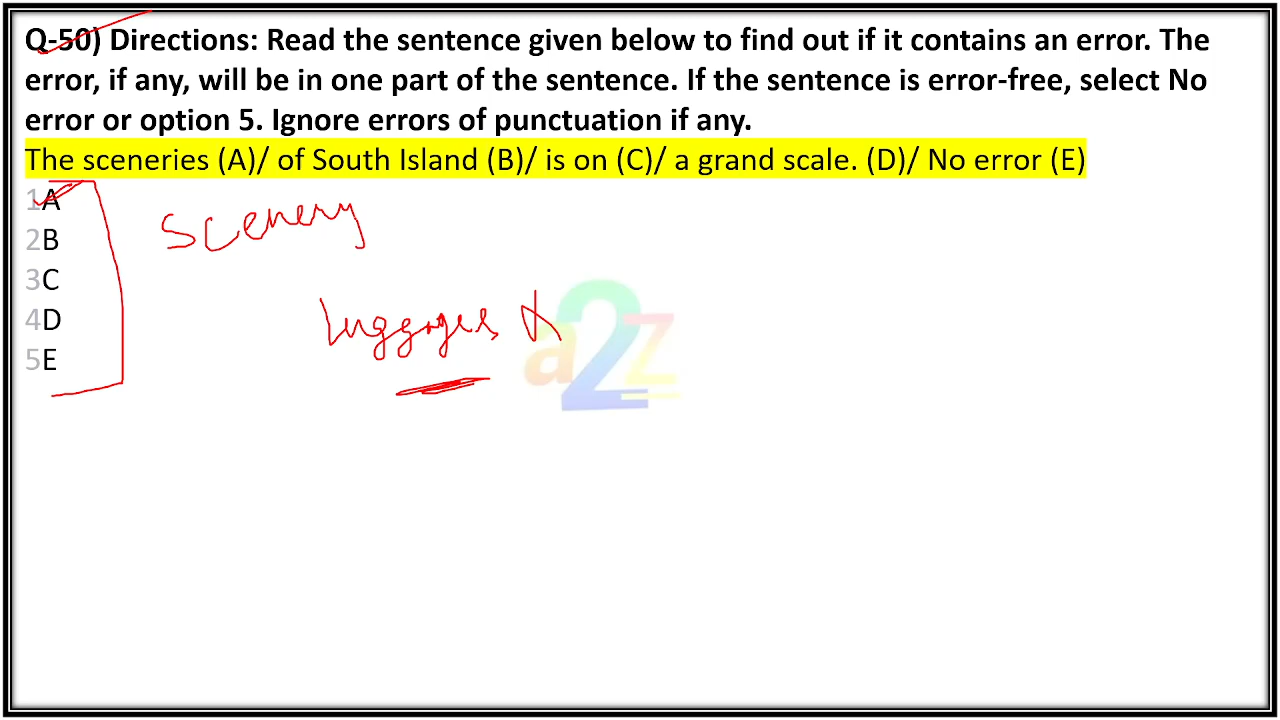 Q-50) Directions: Read the sentence given below to find out if it contains an error. The
error, if any, will be in one part of the sentence. If the sentence is error-free, select No
error or option 5. Ignore errors of punctuation if any.
The sceneries (A)/ of South Island (B)/ is on (C)/ a grand scale. (D)/ No error (E)
1A
2B
3C
4D
5E
Scenery
luggages X
a2z